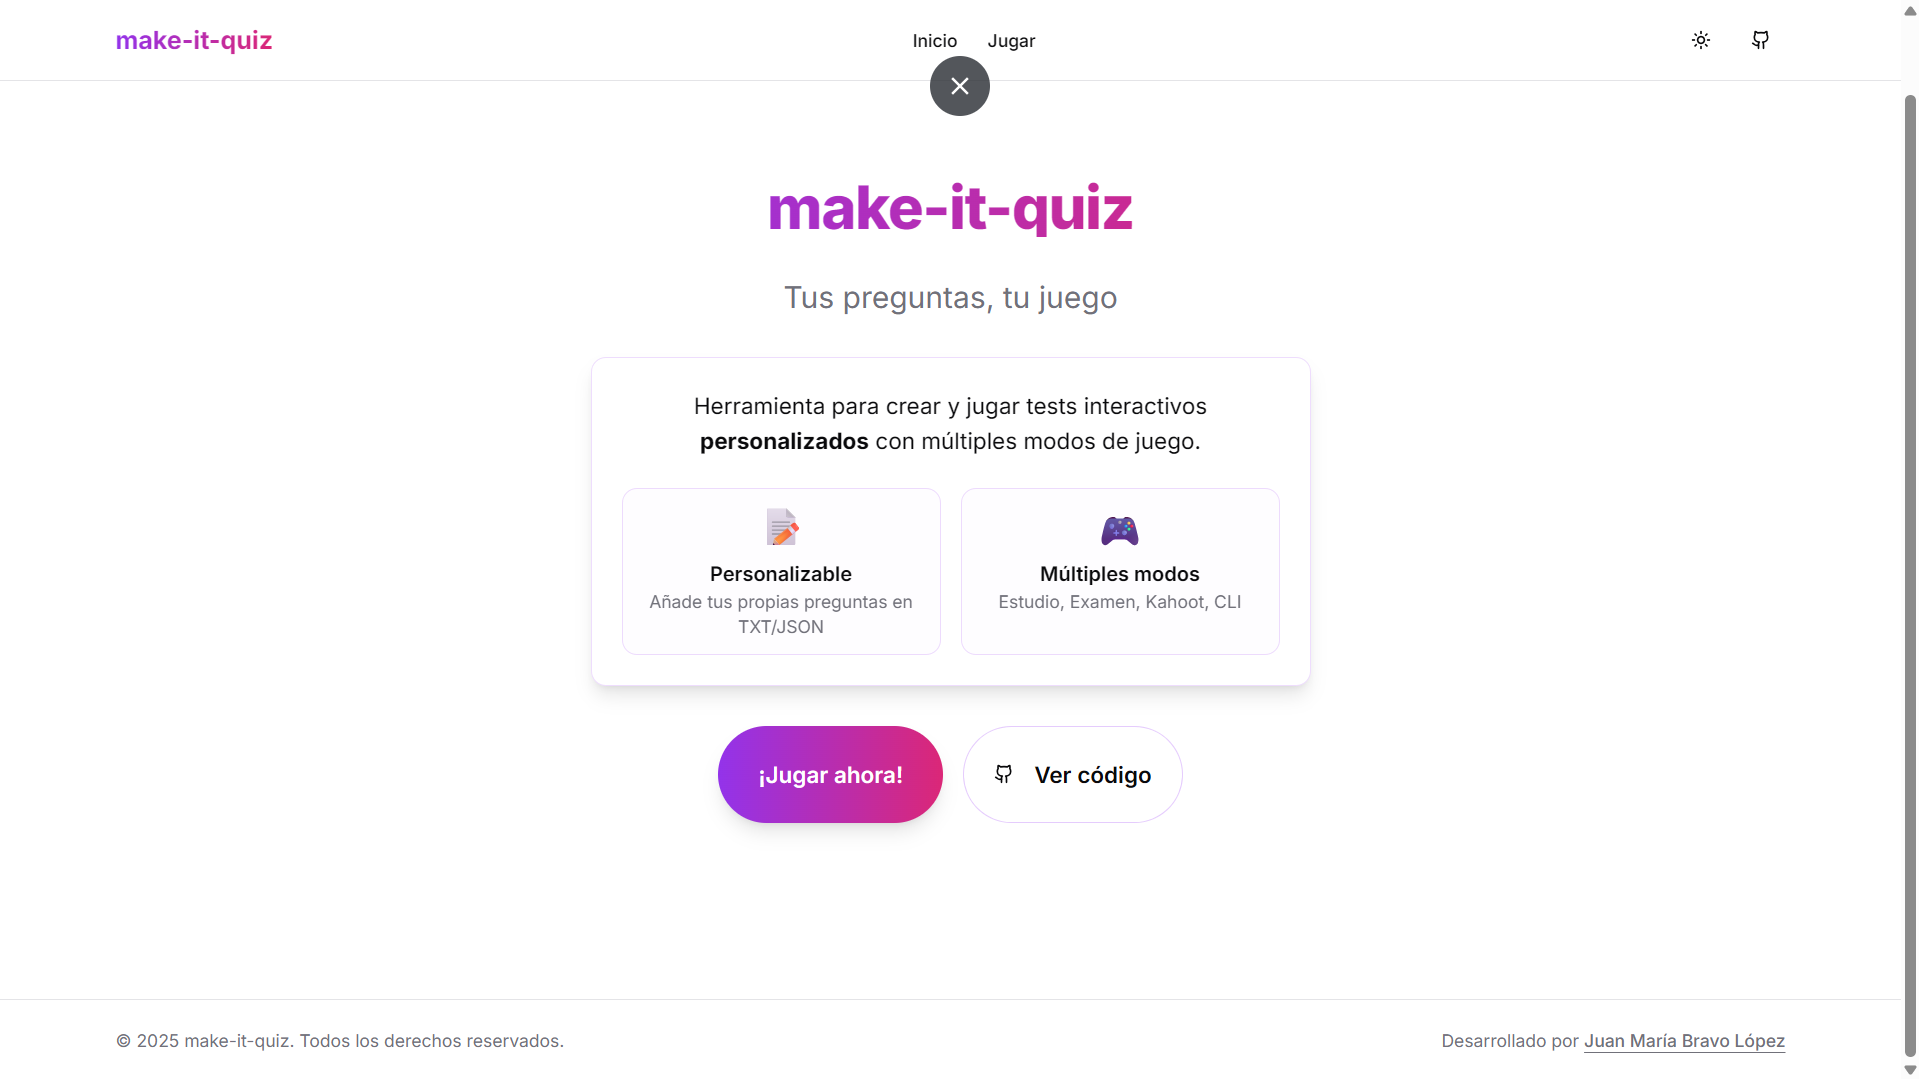 make-it-quiz
Inicio
Jugar
make-it-quiz
Tus preguntas, tu juego
Herramienta para crear y jugar tests interactivos
personalizados con múltiples modos de juego.
Personalizable
Añade tus propias preguntas en
TXT/JSON
Múltiples modos
Estudio, Examen, Kahoot, CLI
¡Jugar ahora!
Ver código
© 2025 make-it-quiz. Todos los derechos reservados.
Desarrollado por Juan María Bravo López